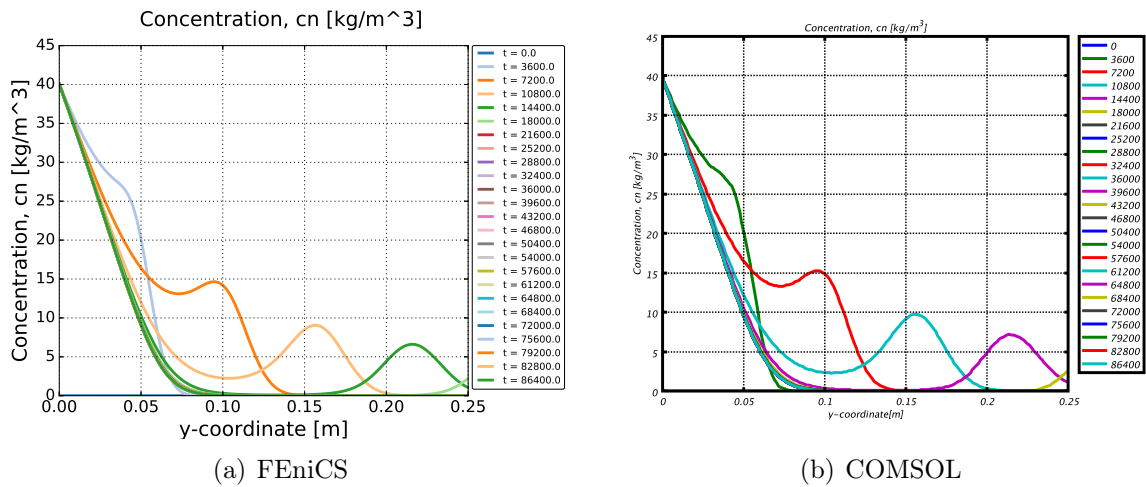 Concentration, cn [kg/m^3]
Concentration, cn [kg/m^3]
45
40
35
30
25
20
15
10
5
0
0.00
0.05
0.10
0.15
0.20
0.25
y-coordinate [m]
t = 0.0
t = 3600.0
t = 7200.0
t = 10800.0
t = 14400.0
t = 18000.0
t = 21600.0
t = 25200.0
t = 28800.0
t = 32400.0
t = 36000.0
t = 39600.0
t = 43200.0
t = 46800.0
t = 50400.0
t = 54000.0
t = 57600.0
t = 61200.0
t = 64800.0
t = 68400.0
t = 72000.0
t = 75600.0
t = 79200.0
t = 82800.0
t = 86400.0
(a) FEniCS
Concentration, cn [kg/m³]
Concentration, cn [kg/m³]
45
40
35
30
25
20
15
10
5
0
0
0.05
0.1
0.15
0.2
0.25
y-coordinate[m]
0
3600
7200
10800
14400
18000
21600
25200
28800
32400
36000
39600
43200
46800
50400
54000
57600
61200
64800
68400
72000
75600
79200
82800
86400
(b) COMSOL